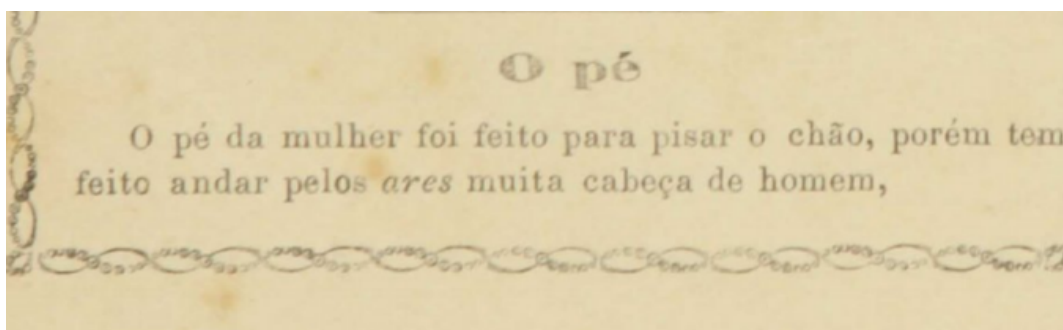 O pé
O pé da mulher foi feito para pisar o chão, porém tem
feito andar pelos ares muita cabeça de homem,